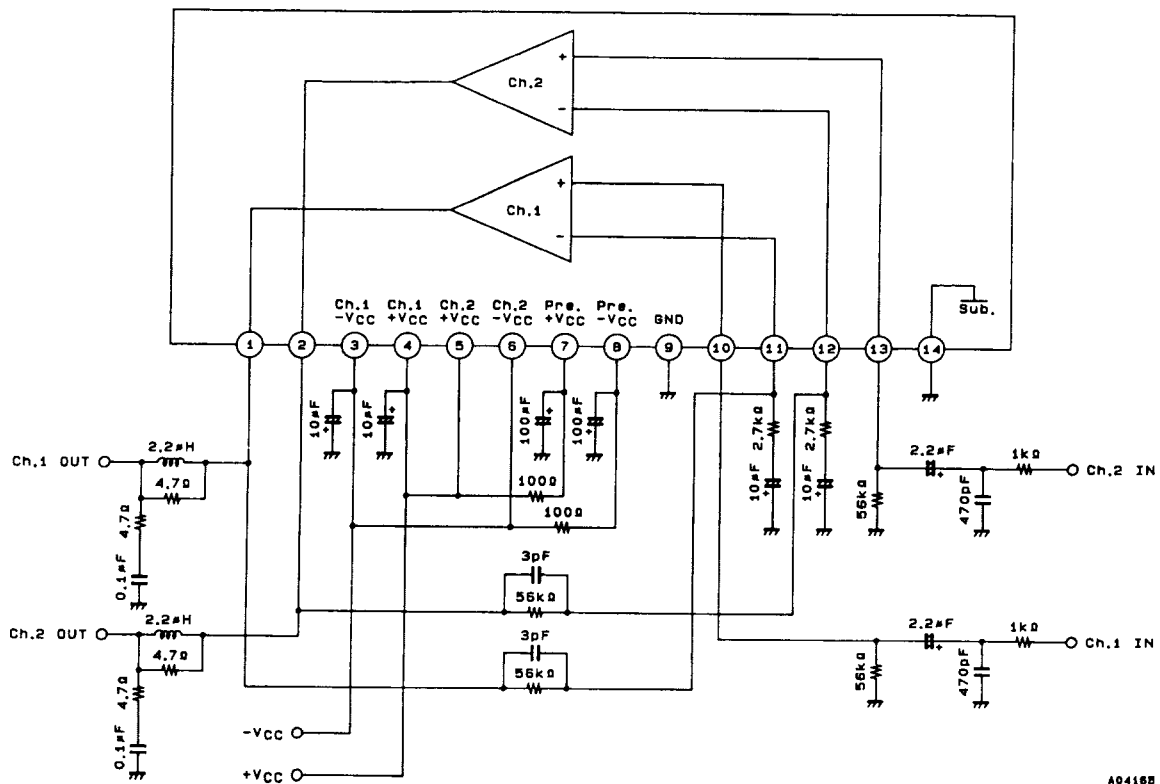 Ch.2
+
-
Ch.1
+
-
Ch.1 -VCC
Ch.1 +VCC
Ch.2 +VCC
Ch.2 -VCC
Pre. +VCC
Pre. -VCC
GND
Sub.
1 2 3 4 5 6 7 8 9 10 11 12 13 14
10µF
+
10µF
+
100µF
+
100µF
+
2.7kΩ
2.7kΩ
10µF
+
10µF
+
Ch.1 OUT
2.2µH
4.7Ω
4.7Ω
0.1µF
100Ω
100Ω
56kΩ
2.2µF
+
470pF
1kΩ
Ch.2 IN
3pF
56kΩ
Ch.2 OUT
2.2µH
4.7Ω
4.7Ω
0.1µF
3pF
56kΩ
56kΩ
2.2µF
+
470pF
1kΩ
Ch.1 IN
-VCC
+VCC
A04165